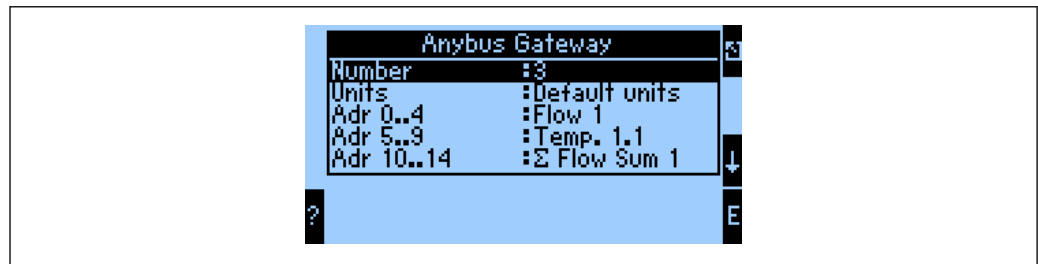 Anybus Gateway
Number :3
Units :Default units
Adr 0..4 :Flow 1
Adr 5..9 :Temp. 1.1
Adr 10..14 :Σ Flow Sum 1
↓
? E